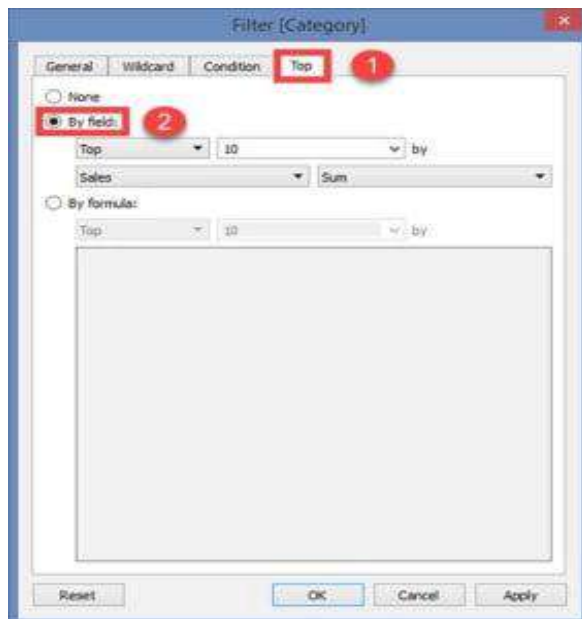 Filter [Category]
General Wildcard Condition Top 1
None
By field: 2
Top 10 by
Sales Sum
By formula:
Top 10 by
Reset OK Cancel Apply